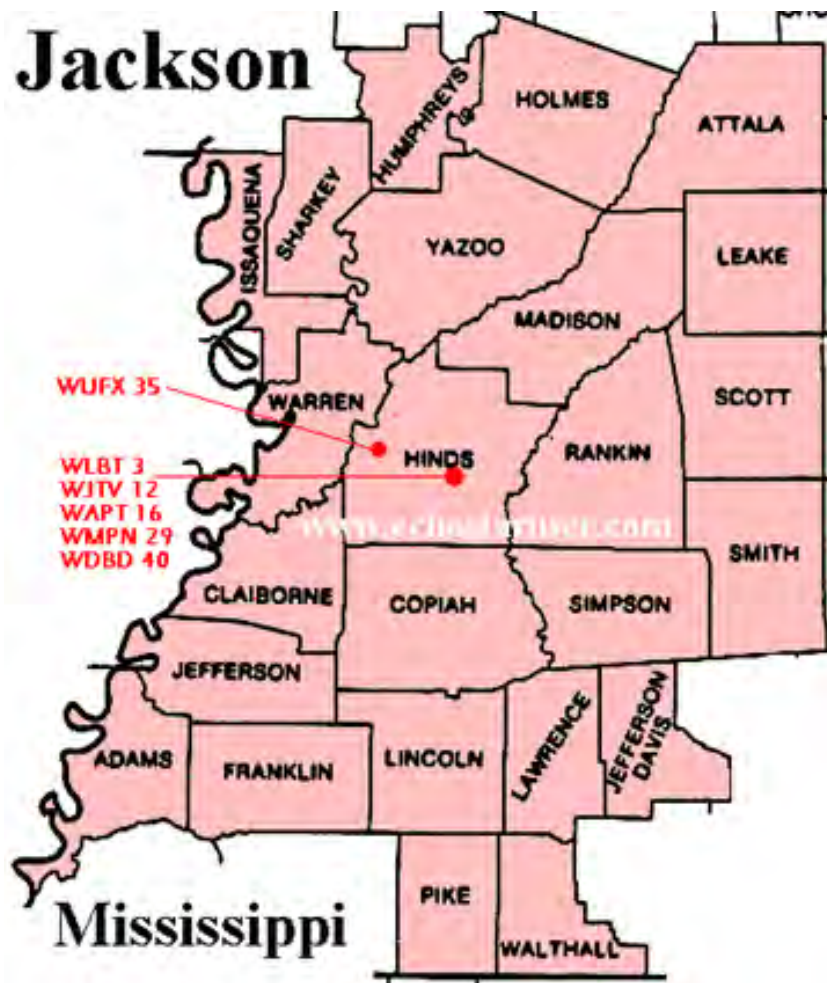 Jackson
HUMPHREYS
HOLMES
ATTALA
ISSAQUENA
SHARKEY
YAZOO
LEAKE
MADISON
WUFX 35
WARREN
SCOTT
HINDS
RANKIN
WLBT 3
WJTV 12
WAPT 16
WMPN 29
WDBD 40
SMITH
CLAIBORNE
COPIAH
SIMPSON
JEFFERSON
ADAMS
FRANKLIN
LINCOLN
LAWRENCE
JEFFERSON
DAVIS
PIKE
Mississippi
WALTHALL